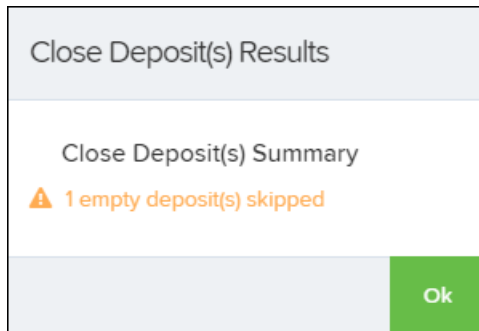 Close Deposit(s) Results
Close Deposit(s) Summary
1 empty deposit(s) skipped
Ok